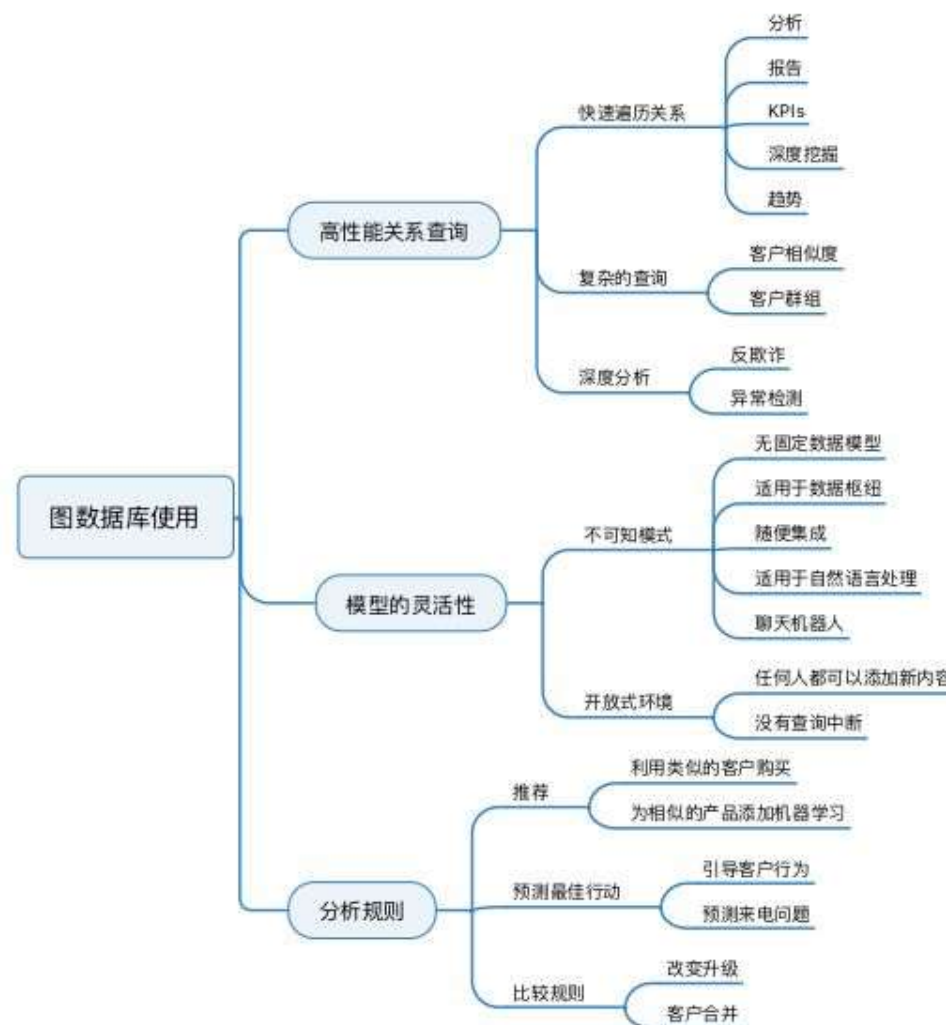 图数据库使用
高性能关系查询
快速遍历关系
分析
报告
KPIs
深度挖掘
趋势
复杂的查询
客户相似度
客户群组
深度分析
反欺诈
异常检测
模型的灵活性
不可知模式
无固定数据模型
适用于数据枢纽
随便集成
适用于自然语言处理
聊天机器人
开放式环境
任何人都可以添加新内容
没有查询中断
分析规则
推荐
利用类似的客户购买
为相似的产品添加机器学习
预测最佳行动
引导客户行为
预测来电问题
比较规则
改变升级
客户合并